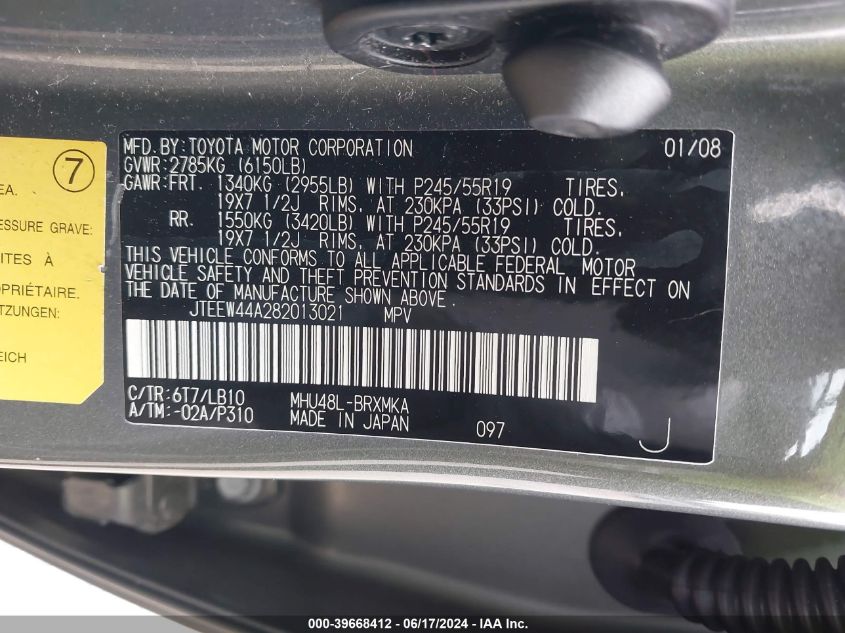 7
EA.
ESSURE GRAVE:
ITES À
OPRIÉTAIRE.
TZUNGEN:
EICH
MFD.BY:TOYOTA MOTOR CORPORATION 01/08
GVWR:2785KG (6150LB)
GAWR:FRT. 1340KG (2955LB) WITH P245/55R19 TIRES,
19X7 1/2J RIMS, AT 230KPA (33PSI) COLD.
RR. 1550KG (3420LB) WITH P245/55R19 TIRES,
19X7 1/2J RIMS, AT 230KPA (33PSI) COLD.
THIS VEHICLE CONFORMS TO ALL APPLICABLE FEDERAL MOTOR
VEHICLE SAFETY AND THEFT PREVENTION STANDARDS IN EFFECT ON
THE DATE OF MANUFACTURE SHOWN ABOVE.
JTEEW44A282013021 MPV
C/TR:6T7/LB10 MHU48L-BRXMKA
A/TM:-02A/P310 MADE IN JAPAN 097 J
000-39668412 - 06/17/2024 - IAA Inc.